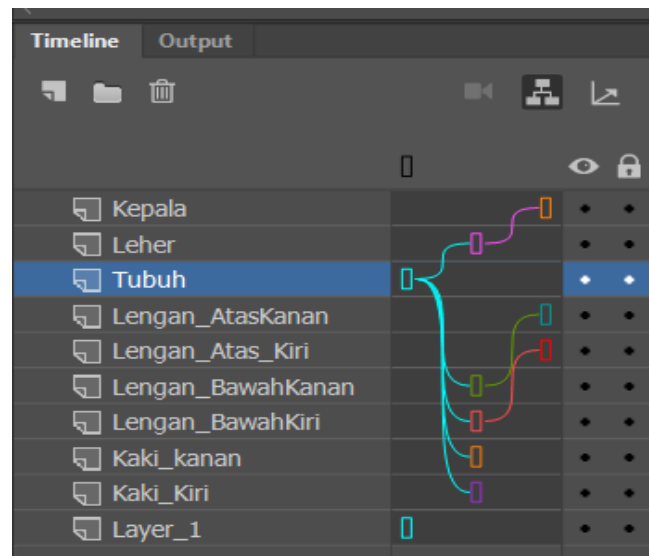 Timeline Output
Kepala
Leher
Tubuh
Lengan_AtasKanan
Lengan_Atas_Kiri
Lengan_BawahKanan
Lengan_BawahKiri
Kaki_kanan
Kaki_Kiri
Layer_1